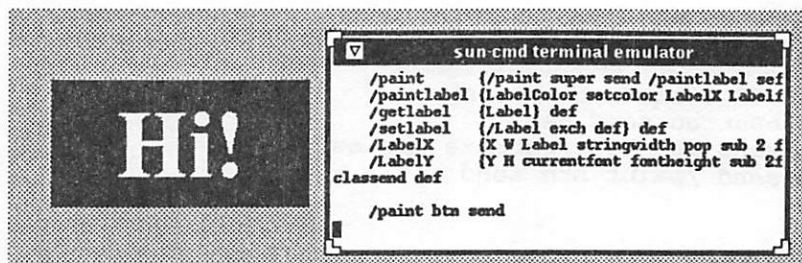 Hi!
sun-cmd terminal emulator
/paint {/paint super send /paintlabel sef
/paintlabel {LabelColor setcolor LabelX Labelf
/getlabel {Label} def
/setlabel {/Label exch def} def
/LabelX {X W Label stringwidth pop sub 2 f
/LabelY {Y H currentfont fontheight sub 2f
classend def
/paint btn send